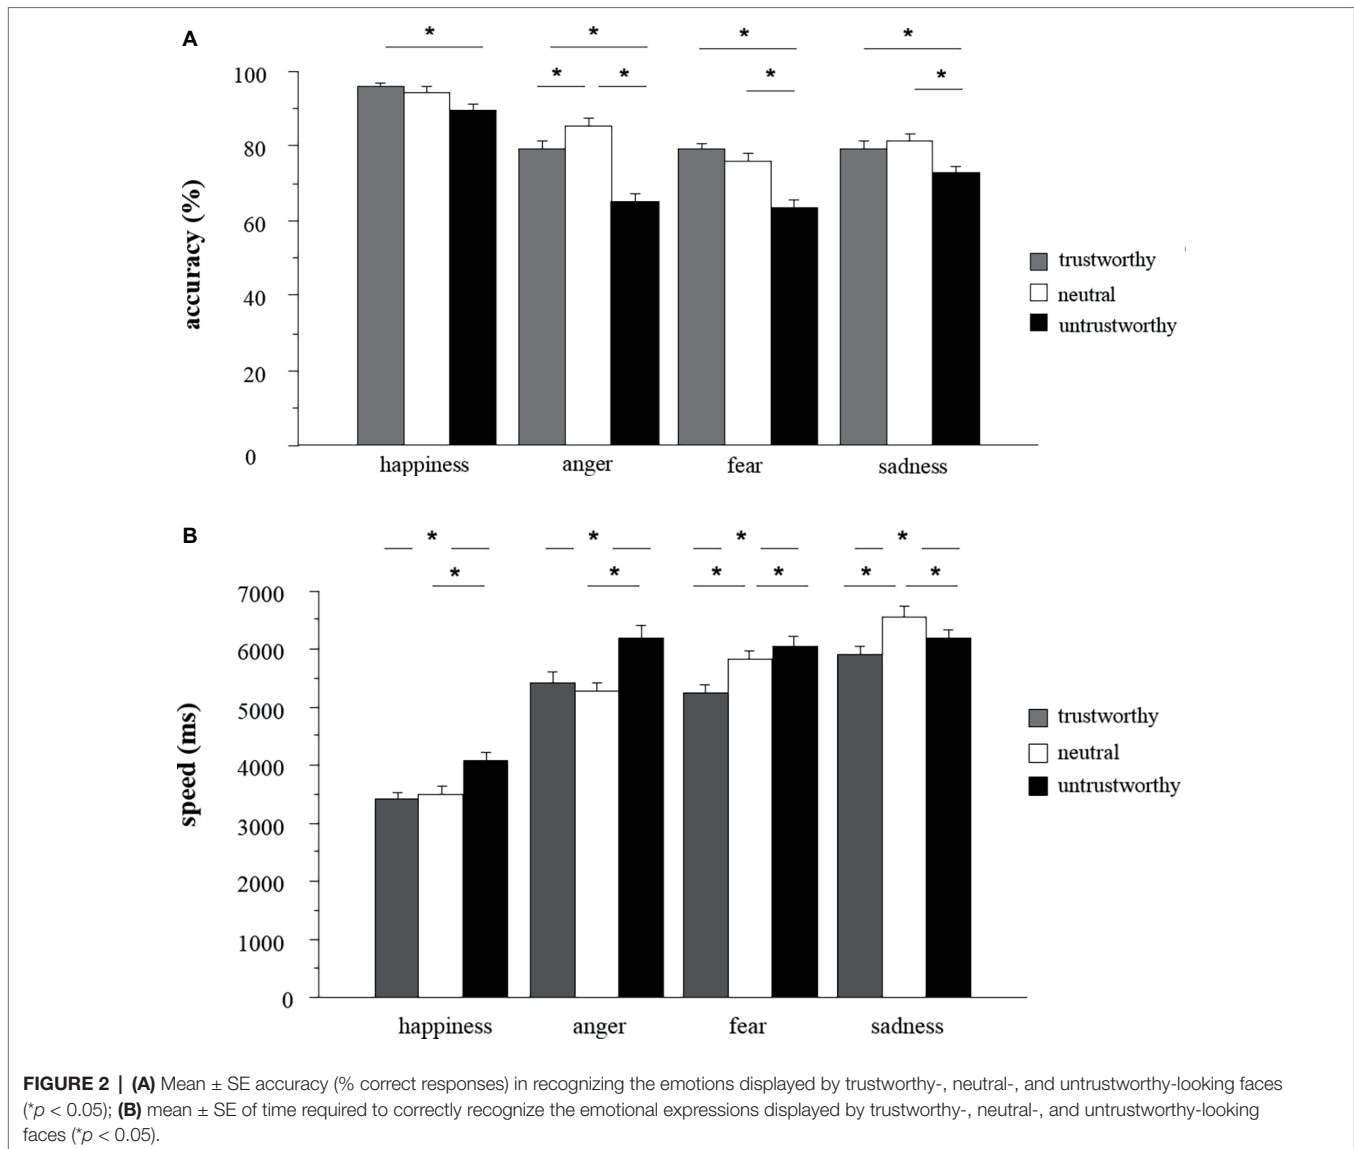 A
* * * *
* * * *
100
80
60
40
20
0
accuracy (%)
happiness anger fear sadness
trustworthy
neutral
untrustworthy
B
* * * *
* * * * * *
7000
6000
5000
4000
3000
2000
1000
0
speed (ms)
happiness anger fear sadness
trustworthy
neutral
untrustworthy
FIGURE 2 | (A) Mean ± SE accuracy (% correct responses) in recognizing the emotions displayed by trustworthy-, neutral-, and untrustworthy-looking faces
(*p < 0.05); (B) mean ± SE of time required to correctly recognize the emotional expressions displayed by trustworthy-, neutral-, and untrustworthy-looking
faces (*p < 0.05).